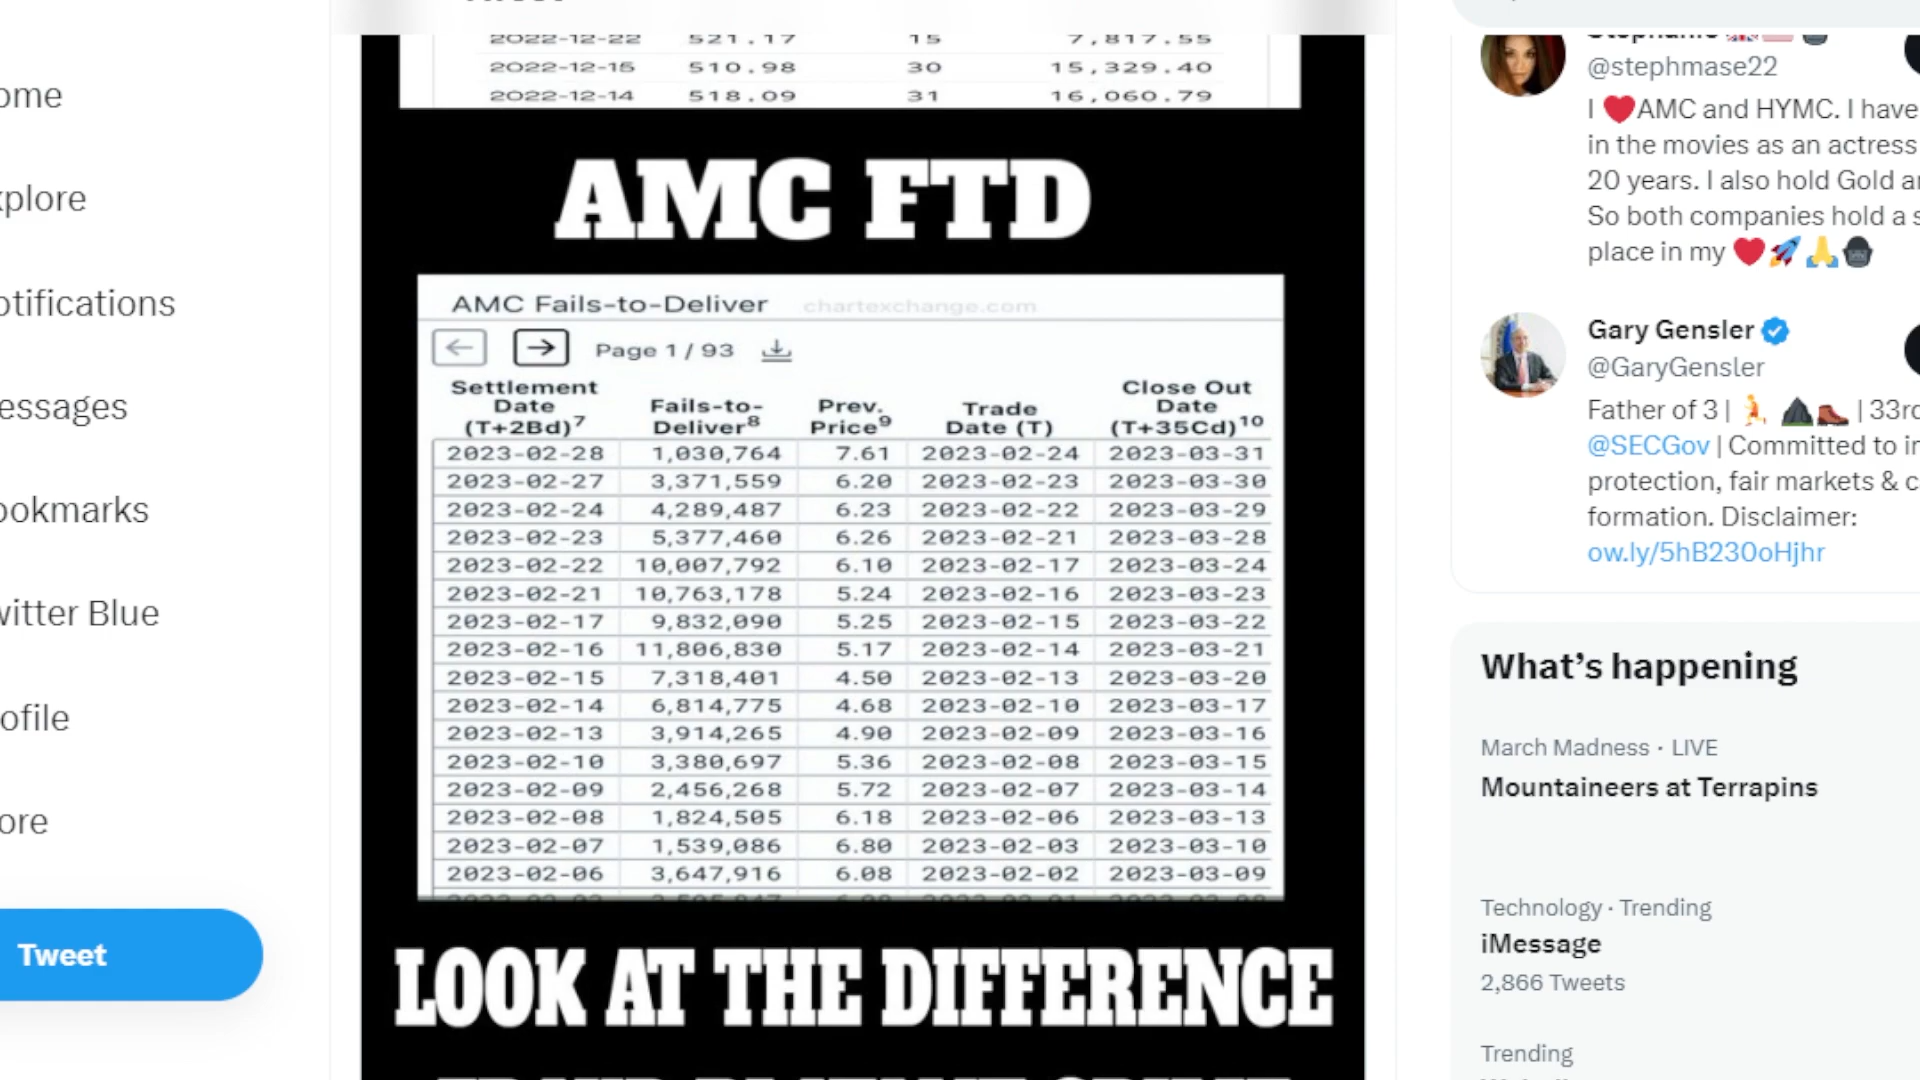 ome
xplore
otifications
essages
ookmarks
witter Blue
ofile
ore
Tweet
2022-12-22 521.17 15 7,817.55
2022-12-15 510.98 30 15,329.40
2022-12-14 518.09 31 16,060.79
AMC FTD
AMC Fails-to-Deliver chartexchange.com
Page 1 / 93
Settlement Date (T+2Bd)7 Fails-to-Deliver8 Prev. Price9 Trade Date (T) Close Out Date (T+35Cd)10
2023-02-28 1,030,764 7.61 2023-02-24 2023-03-31
2023-02-27 3,371,559 6.20 2023-02-23 2023-03-30
2023-02-24 4,289,487 6.23 2023-02-22 2023-03-29
2023-02-23 5,377,460 6.26 2023-02-21 2023-03-28
2023-02-22 10,007,792 6.10 2023-02-17 2023-03-24
2023-02-21 10,763,178 5.24 2023-02-16 2023-03-23
2023-02-17 9,832,090 5.25 2023-02-15 2023-03-22
2023-02-16 11,806,830 5.17 2023-02-14 2023-03-21
2023-02-15 7,318,401 4.50 2023-02-13 2023-03-20
2023-02-14 6,814,775 4.68 2023-02-10 2023-03-17
2023-02-13 3,914,265 4.90 2023-02-09 2023-03-16
2023-02-10 3,380,697 5.36 2023-02-08 2023-03-15
2023-02-09 2,456,268 5.72 2023-02-07 2023-03-14
2023-02-08 1,824,505 6.18 2023-02-06 2023-03-13
2023-02-07 1,539,086 6.80 2023-02-03 2023-03-10
2023-02-06 3,647,916 6.08 2023-02-02 2023-03-09
LOOK AT THE DIFFERENCE
@stephmase22
I ❤️AMC and HYMC. I have
in the movies as an actress
20 years. I also hold Gold
So both companies hold a
place in my ❤️🚀🙏🦍
Gary Gensler
@GaryGensler
Father of 3 | 🏃 ⛰️🥾 | 33r
@SECGov | Committed to
protection, fair markets &
formation. Disclaimer:
ow.ly/5hB230oHjhr
What's happening
March Madness · LIVE
Mountaineers at Terrapins
Technology · Trending
iMessage
2,866 Tweets
Trending